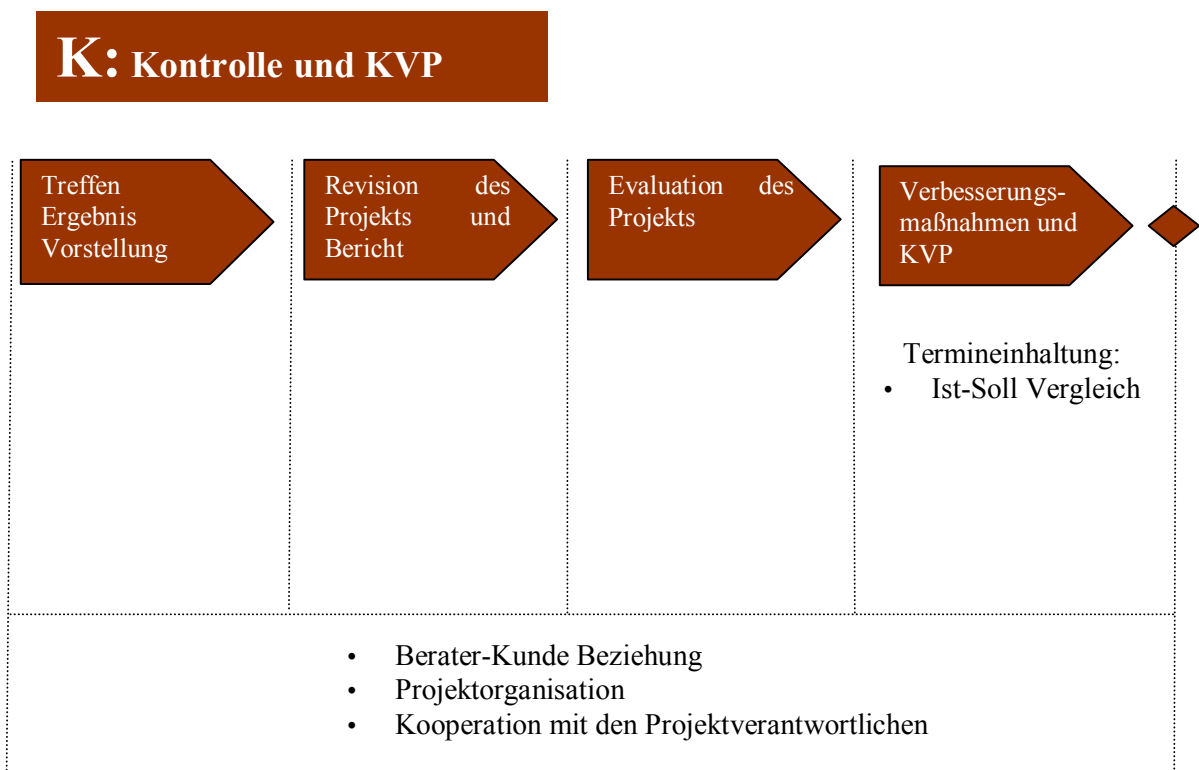 K: Kontrolle und KVP
Treffen
Ergebnis
Vorstellung
Revision des
Projekts und
Bericht
Evaluation des
Projekts
Verbesserungs-
maßnahmen und
KVP
Termineinhaltung:
• Ist-Soll Vergleich
• Berater-Kunde Beziehung
• Projektorganisation
• Kooperation mit den Projektverantwortlichen